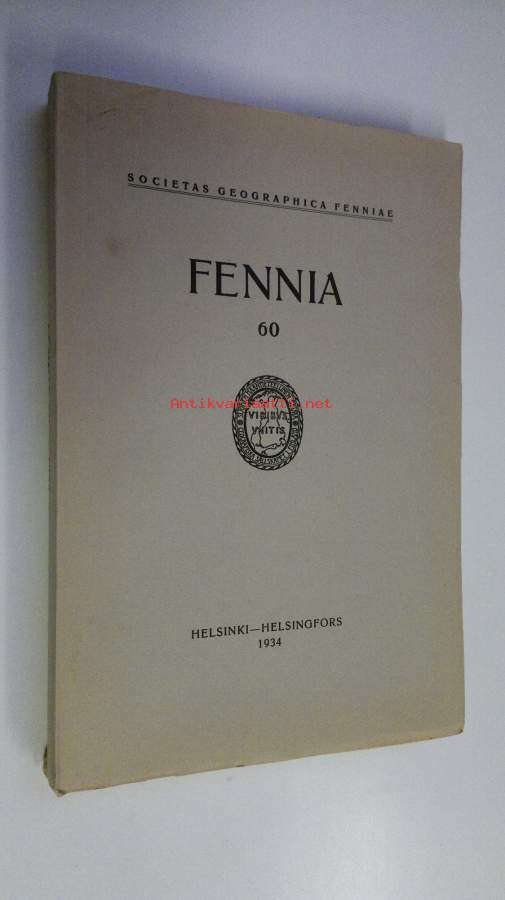 SOCIETAS GEOGRAPHICA FENNIAE
FENNIA
60
Antikvariaatti.net
VIRIBVS
VNITIS
HELSINKI—HELSINGFORS
1934